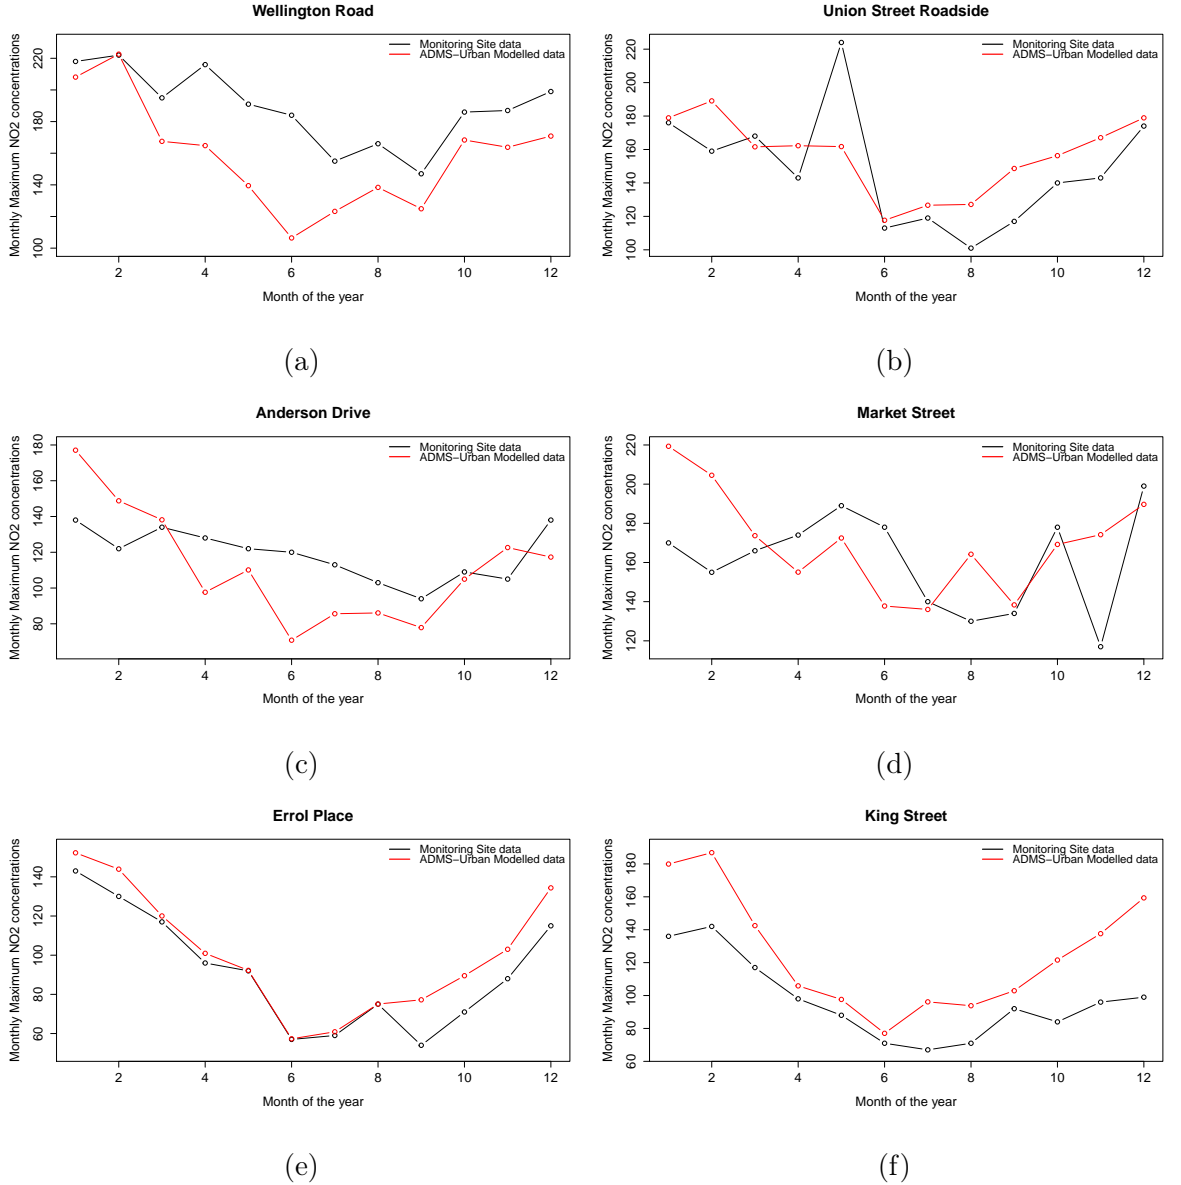 Wellington Road
Monthly Maximum NO2 concentrations
100 140 180 220
Monitoring Site data
ADMS−Urban Modelled data
2 4 6 8 10 12
Month of the year
(a)
Union Street Roadside
Monthly Maximum NO2 concentrations
100 120 140 160 180 220
Monitoring Site data
ADMS−Urban Modelled data
2 4 6 8 10 12
Month of the year
(b)
Anderson Drive
Monthly Maximum NO2 concentrations
80 100 120 140 160 180
Monitoring Site data
ADMS−Urban Modelled data
2 4 6 8 10 12
Month of the year
(c)
Market Street
Monthly Maximum NO2 concentrations
120 140 160 180 200 220
Monitoring Site data
ADMS−Urban Modelled data
2 4 6 8 10 12
Month of the year
(d)
Errol Place
Monthly Maximum NO2 concentrations
60 80 100 120 140
Monitoring Site data
ADMS−Urban Modelled data
2 4 6 8 10 12
Month of the year
(e)
King Street
Monthly Maximum NO2 concentrations
60 80 100 120 140 160 180
Monitoring Site data
ADMS−Urban Modelled data
2 4 6 8 10 12
Month of the year
(f)